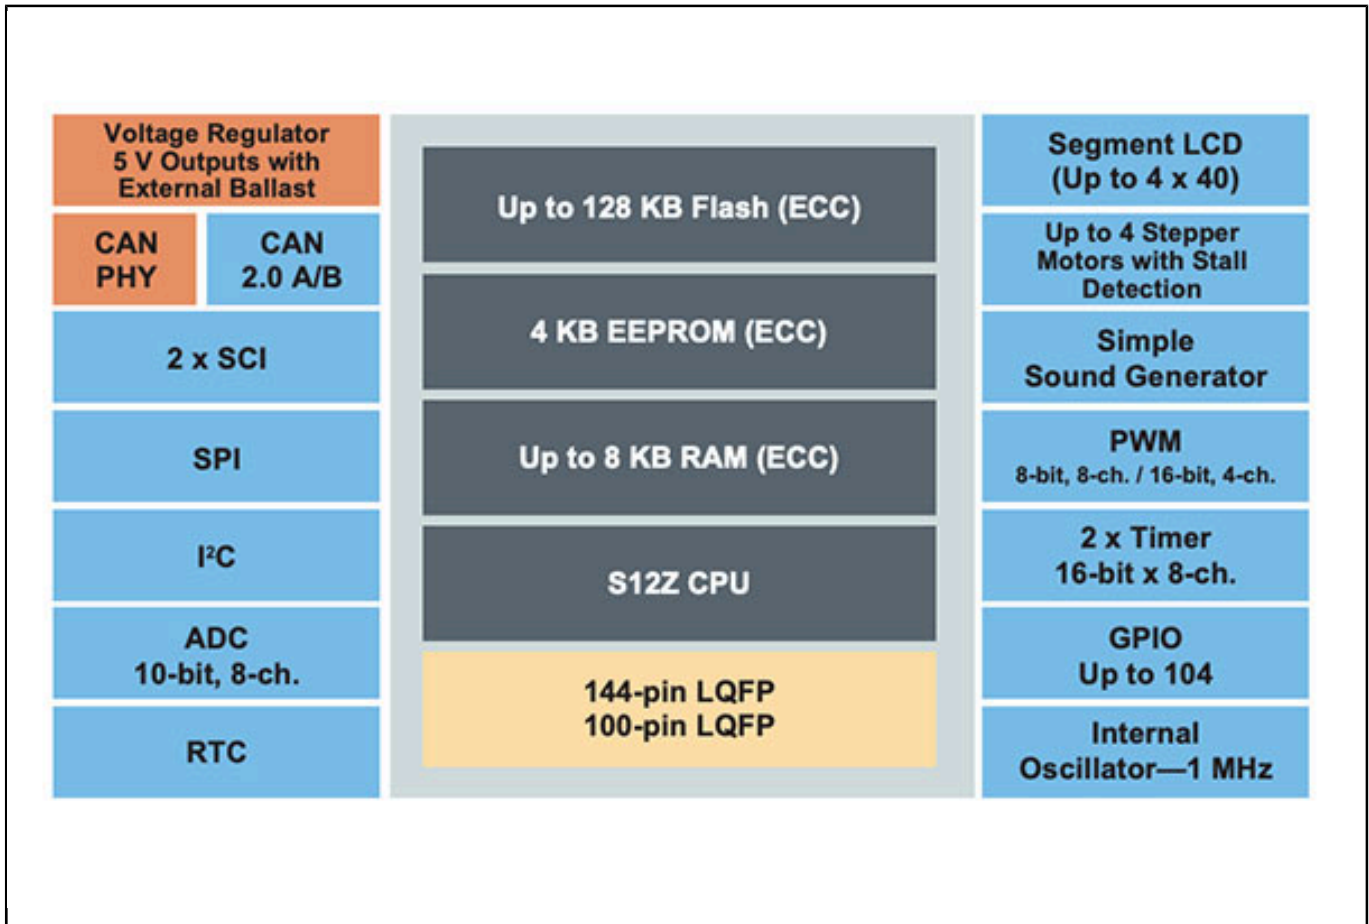 Voltage Regulator
5 V Outputs with
External Ballast
CAN
PHY
CAN
2.0 A/B
2 x SCI
SPI
I²C
ADC
10-bit, 8-ch.
RTC
Up to 128 KB Flash (ECC)
4 KB EEPROM (ECC)
Up to 8 KB RAM (ECC)
S12Z CPU
144-pin LQFP
100-pin LQFP
Segment LCD
(Up to 4 x 40)
Up to 4 Stepper
Motors with Stall
Detection
Simple
Sound Generator
PWM
8-bit, 8-ch. / 16-bit, 4-ch.
2 x Timer
16-bit x 8-ch.
GPIO
Up to 104
Internal
Oscillator—1 MHz